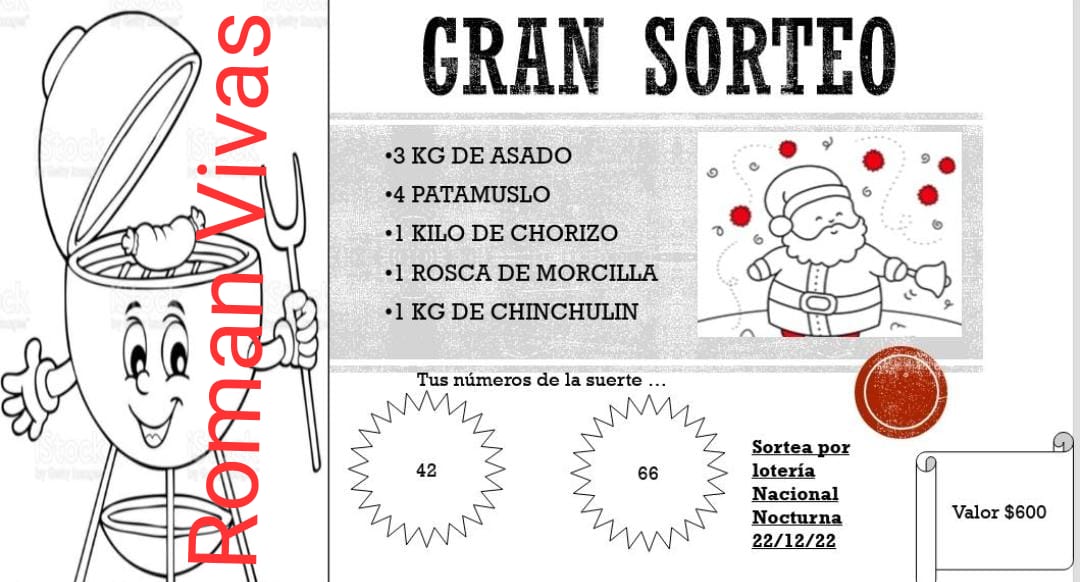 Roman Vivas
GRAN SORTEO
•3 KG DE ASADO
•4 PATAMUSLO
•1 KILO DE CHORIZO
•1 ROSCA DE MORCILLA
•1 KG DE CHINCHULIN
Tus números de la suerte ...
42
66
Sortea por
lotería
Nacional
Nocturna
22/12/22
Valor $600